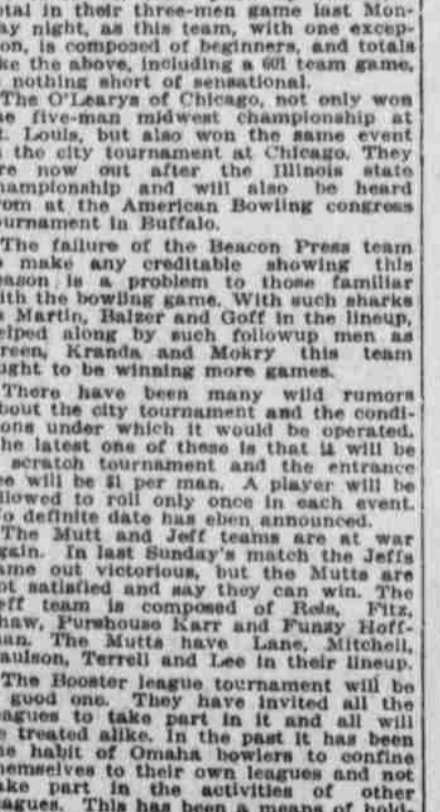 otal in their three-men game last Mon-
ay night, as this team, with one excep-
on, is composed of beginners, and totals
ke the above, including a 601 team game,
nothing short of sensational.
The O'Learys of Chicago, not only won
he five-man midwest championship at
t. Louis, but also won the same event
the city tournament at Chicago. They
re now out after the Illinois state
hampionship and will also be heard
rom at the American Bowling congress
ournament in Buffalo.
The failure of the Beacon Press team
make any creditable showing this
eason is a problem to those familiar
ith the bowling game. With such sharks
s Martin, Balzer and Goff in the lineup,
elped along by such followup men as
reen, Kranda and Mokry this team
ught to be winning more games.
There have been many wild rumors
bout the city tournament and the condi-
ons under which it would be operated.
he latest one of these is that it will be
scratch tournament and the entrance
ee will be $1 per man. A player will be
llowed to roll only once in each event.
o definite date has eben announced.
The Mutt and Jeff teams are at war
gain. In last Sunday's match the Jeffs
ame out victorious, but the Mutts are
ot satisfied and say they can win. The
eff team is composed of Reis, Fitz,
haw, Purshouse Karr and Funsy Hoff-
an. The Mutts have Lane, Mitchell,
aulson, Terrell and Lee in their lineup.
The Booster league tournament will be
good one. They have invited all the
eagues to take part in it and all will
e treated alike. In the past it has been
he habit of Omaha bowlers to confine
hemselves to their own leagues and not
ake part in the activities of other
eagues. This has been a means of